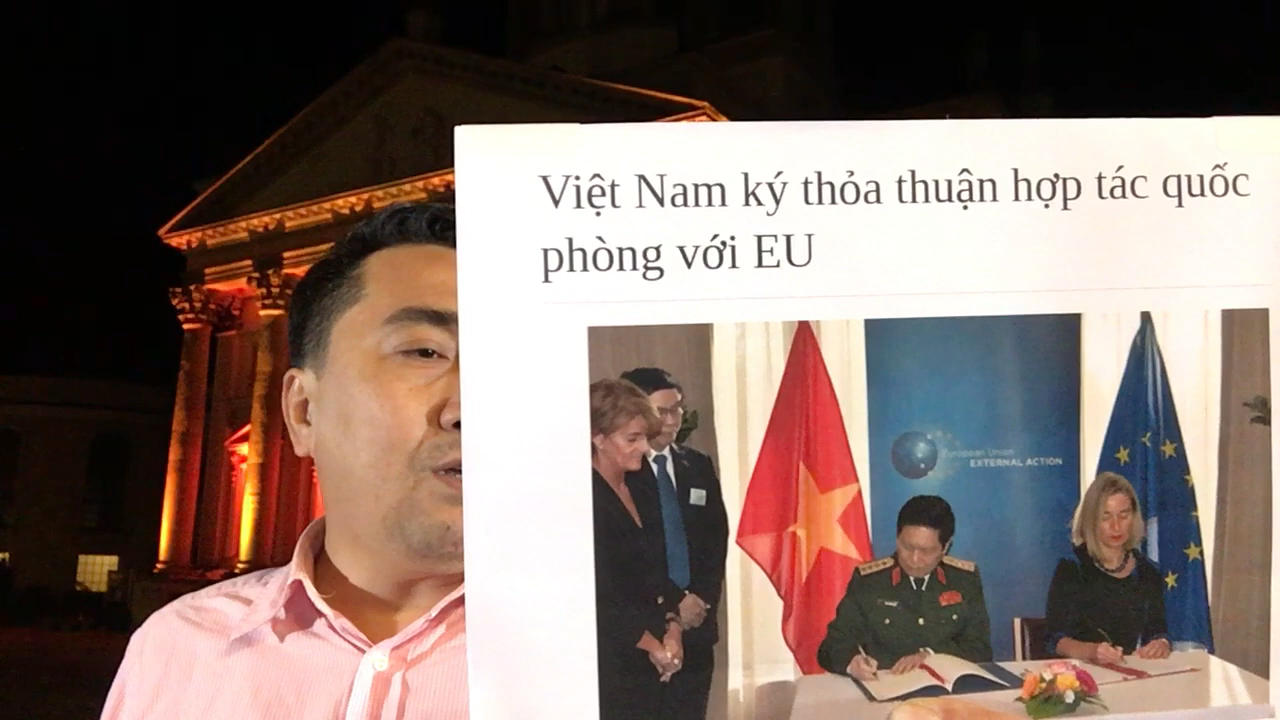 Việt Nam ký thỏa thuận hợp tác quốc
phòng với EU
European Union
EXTERNAL ACTION